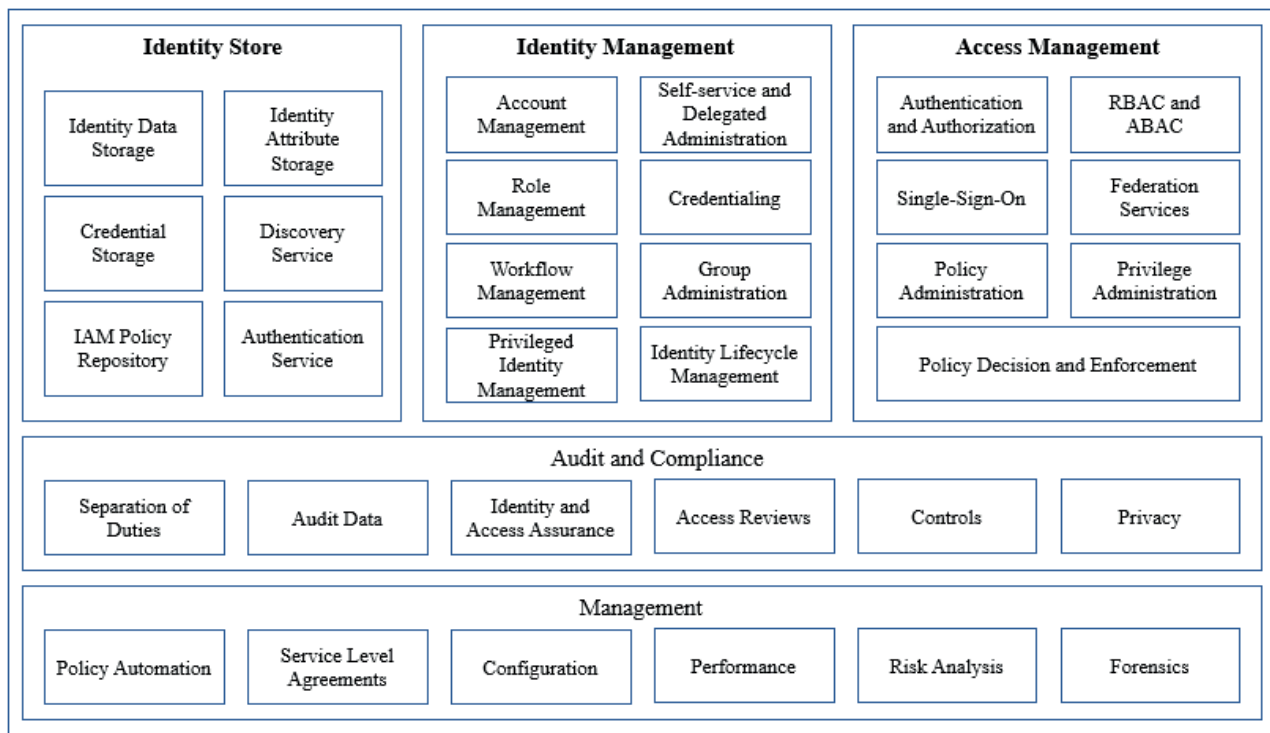 Identity Store
Identity Data
Storage
Identity
Attribute
Storage
Credential
Storage
Discovery
Service
IAM Policy
Repository
Authentication
Service
Identity Management
Account
Management
Self-service and
Delegated
Administration
Role
Management
Credentialing
Workflow
Management
Group
Administration
Privileged
Identity
Management
Identity Lifecycle
Management
Access Management
Authentication
and Authorization
RBAC and
ABAC
Single-Sign-On
Federation
Services
Policy
Administration
Privilege
Administration
Policy Decision and Enforcement
Audit and Compliance
Separation of
Duties
Audit Data
Identity and
Access Assurance
Access Reviews
Controls
Privacy
Management
Policy Automation
Service Level
Agreements
Configuration
Performance
Risk Analysis
Forensics